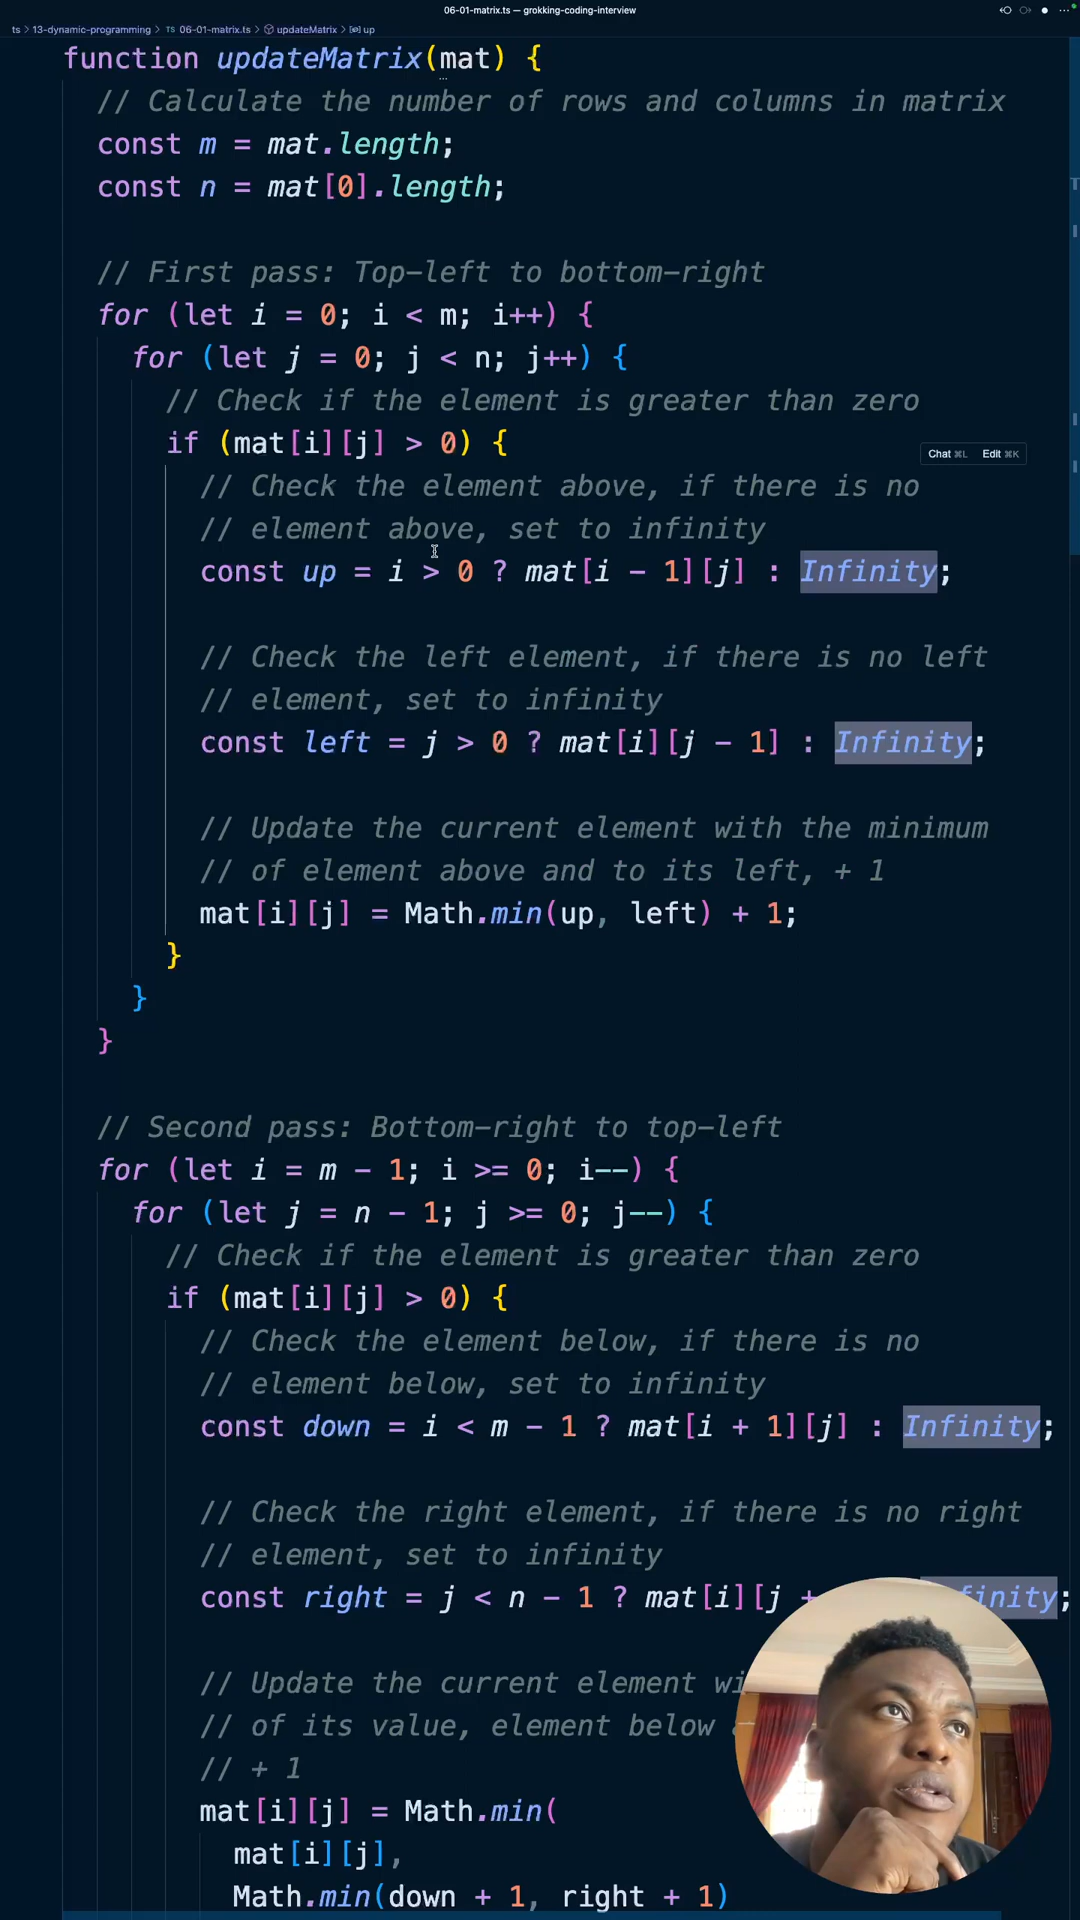 06-01-matrix.ts — grokking-coding-interview
ts > 13-dynamic-programming > TS 06-01-matrix.ts > updateMatrix > up
function updateMatrix(mat) {
// Calculate the number of rows and columns in matrix
const m = mat.length;
const n = mat[0].length;
// First pass: Top-left to bottom-right
for (let i = 0; i < m; i++) {
for (let j = 0; j < n; j++) {
// Check if the element is greater than zero
if (mat[i][j] > 0) {
Chat ⌘L Edit ⌘K
// Check the element above, if there is no
// element above, set to infinity
const up = i > 0 ? mat[i - 1][j] : Infinity;
// Check the left element, if there is no left
// element, set to infinity
const left = j > 0 ? mat[i][j - 1] : Infinity;
// Update the current element with the minimum
// of element above and to its left, + 1
mat[i][j] = Math.min(up, left) + 1;
}
}
}
// Second pass: Bottom-right to top-left
for (let i = m - 1; i >= 0; i--) {
for (let j = n - 1; j >= 0; j--) {
// Check if the element is greater than zero
if (mat[i][j] > 0) {
// Check the element below, if there is no
// element below, set to infinity
const down = i < m - 1 ? mat[i + 1][j] : Infinity;
// Check the right element, if there is no right
// element, set to infinity
const right = j < n - 1 ? mat[i][j + finity;
// Update the current element wi
// of its value, element below
// + 1
mat[i][j] = Math.min(
mat[i][j],
Math.min(down + 1, right + 1)